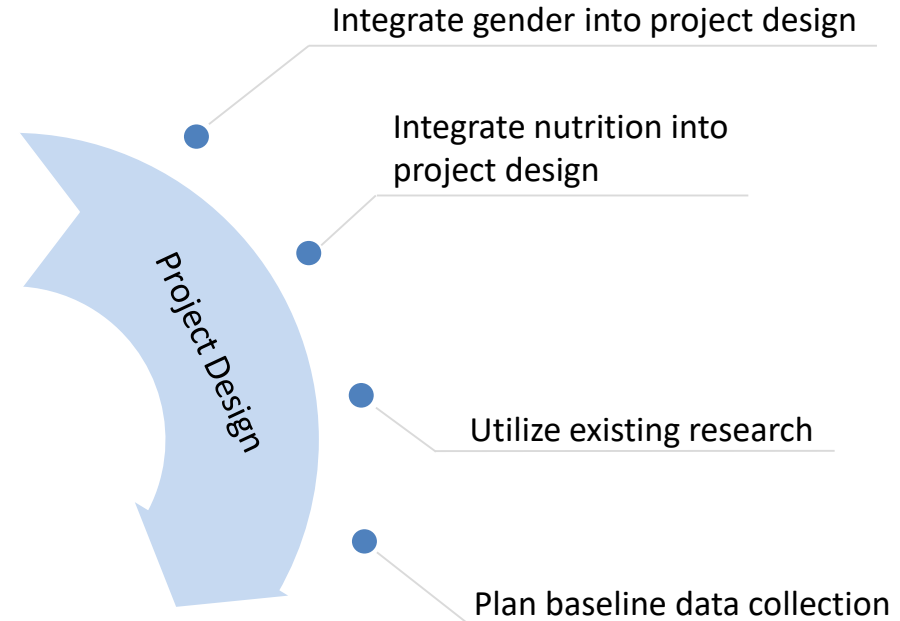 Integrate gender into project design
Integrate nutrition into
project design
Project Design
Utilize existing research
Plan baseline data collection